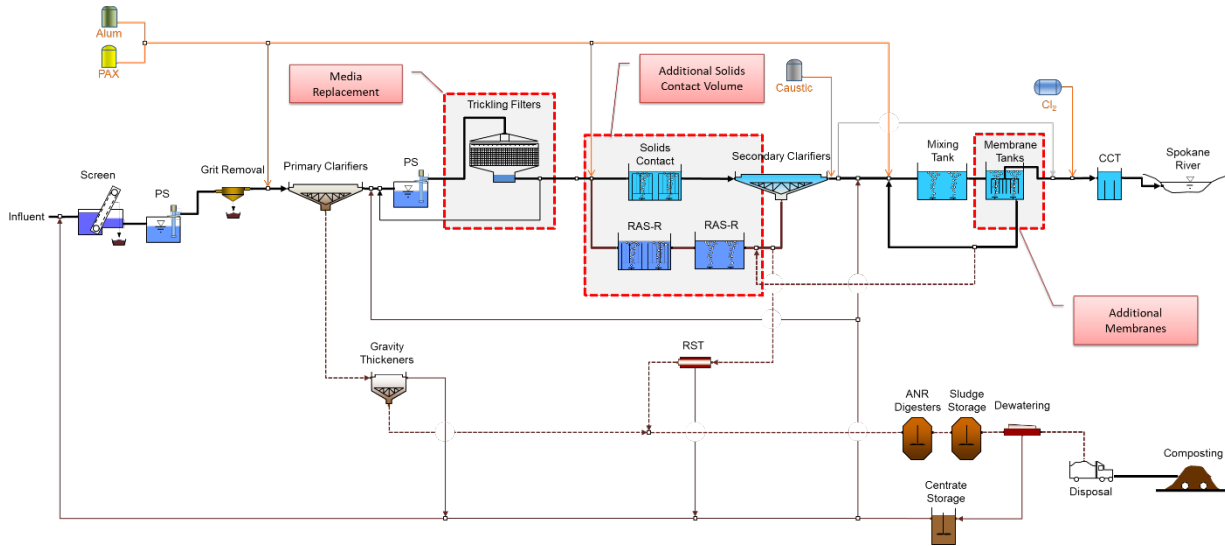 Alum
PAX
Media
Replacement
Additional Solids
Contact Volume
Caustic
Cl2
Trickling Filters
Solids
Contact
Secondary Clarifiers
Mixing
Tank
Membrane
Tanks
CCT
Spokane
River
Screen
PS
Grit Removal
Primary Clarifiers
PS
Influent
RAS-R
RAS-R
Additional
Membranes
Gravity
Thickeners
RST
ANR
Digesters
Sludge
Storage
Dewatering
Composting
Disposal
Centrate
Storage